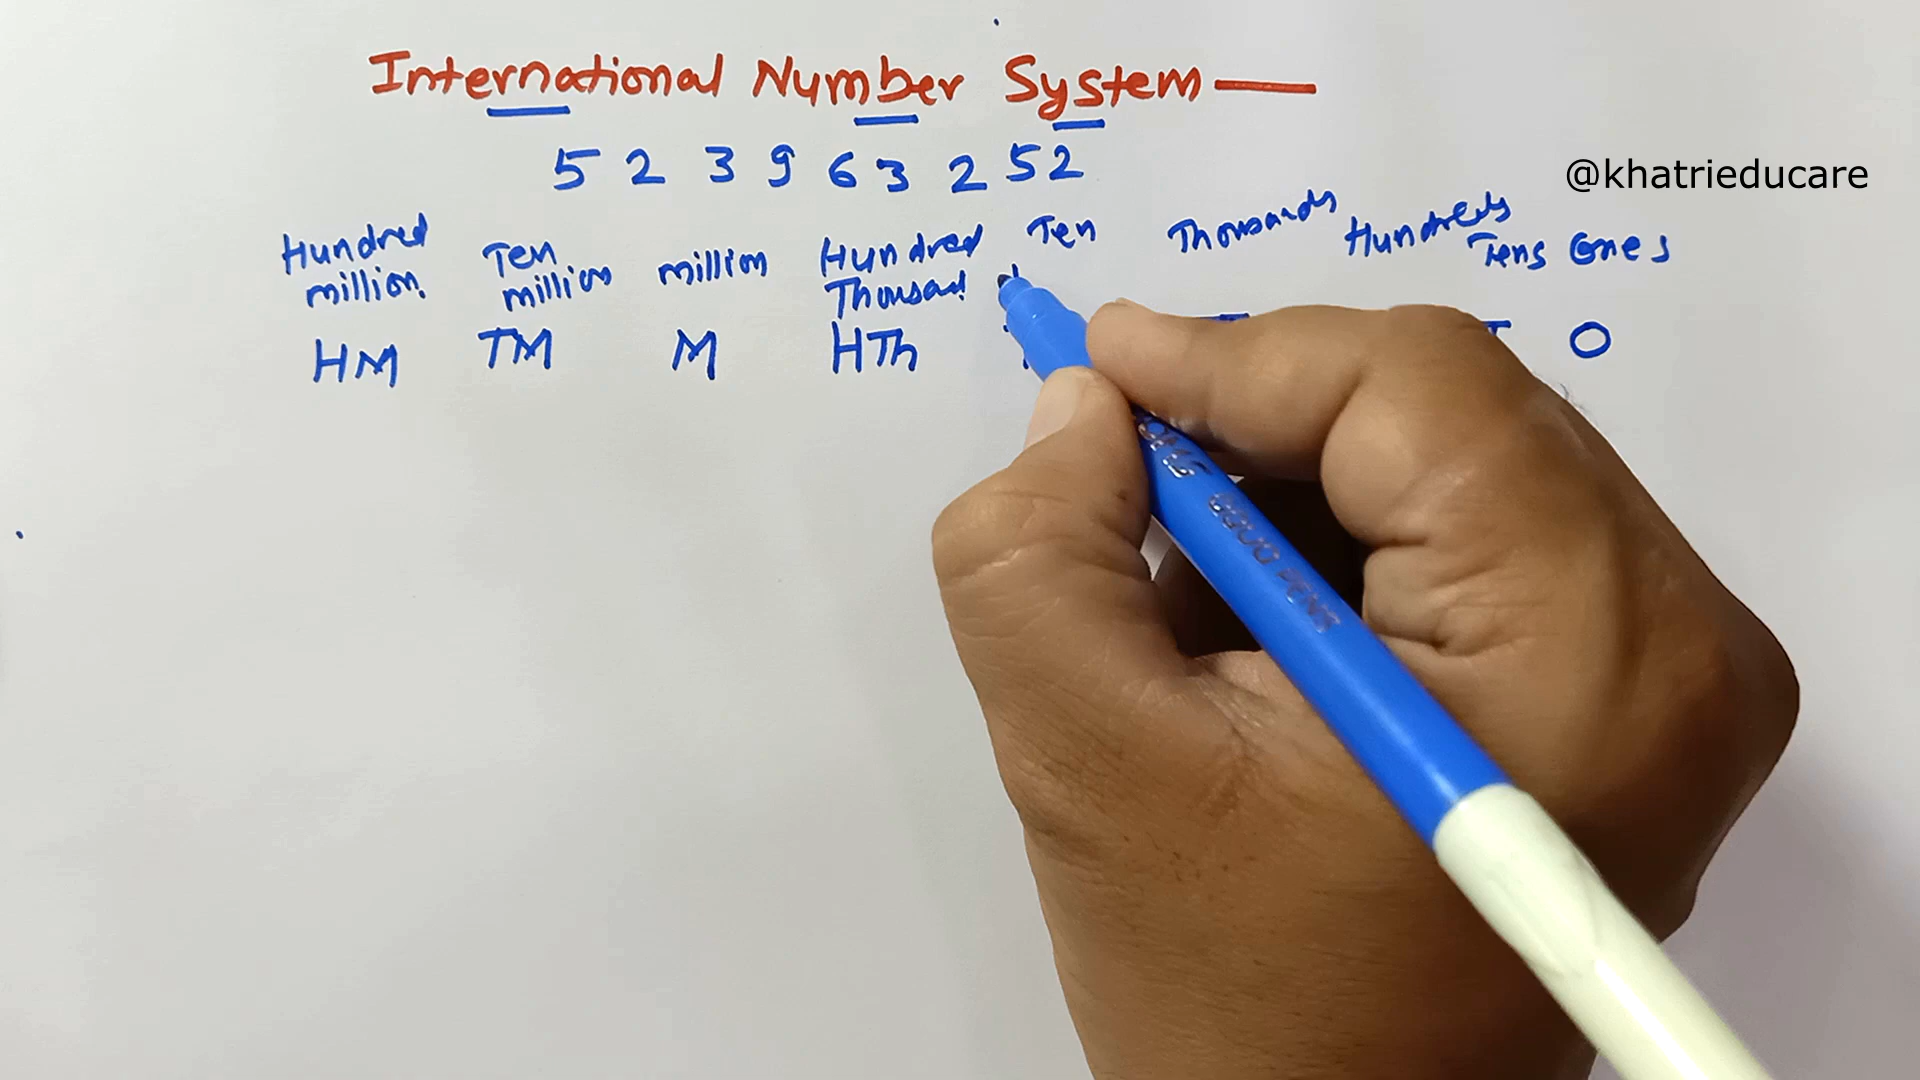 International Number System
5 2 3 9 6 3 2 5 2
@khatrieducare
Hundred million. Ten million million Hundred Thousand Ten Thousands Hundreds Tens Ones
HM TM M HTh O